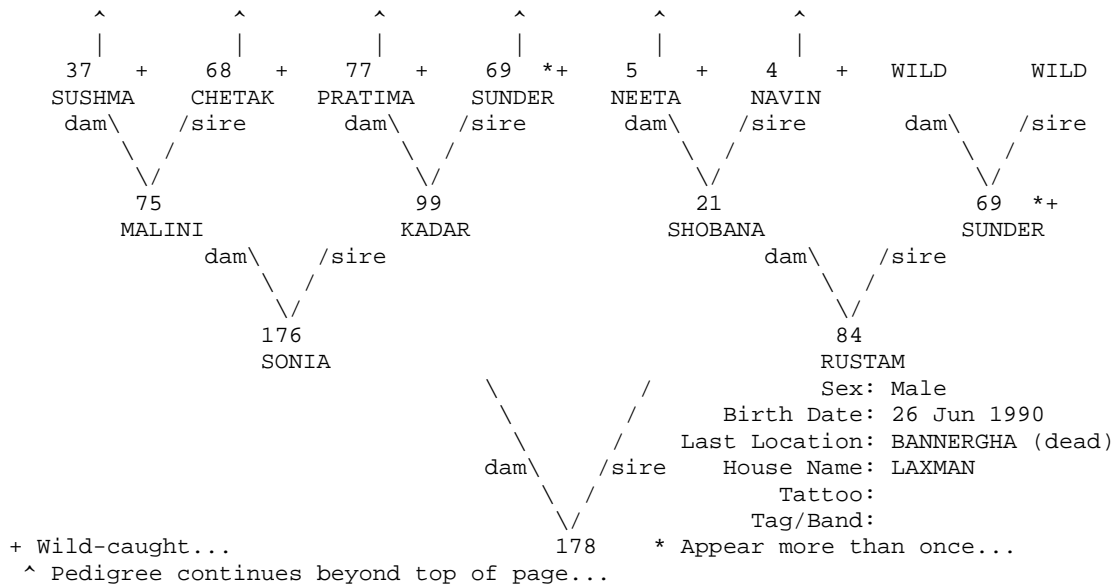 ^ ^ ^ ^ ^ ^
| | | | | |
37 + 68 + 77 + 69 *+ 5 + 4 + WILD WILD
SUSHMA CHETAK PRATIMA SUNDER NEETA NAVIN
dam\ /sire dam\ /sire dam\ /sire dam\ /sire
\ / \ / \ / \ /
\/ \/ \/ \/
75 99 21 69 *+
MALINI KADAR SHOBANA SUNDER
dam\ /sire dam\ /sire
\ / \ /
\/ \/
176 84
SONIA RUSTAM
\ / Sex: Male
\ / Birth Date: 26 Jun 1990
\ / Last Location: BANNERGHA (dead)
dam\ /sire House Name: LAXMAN
\ / Tattoo:
\/ Tag/Band:
+ Wild-caught... 178 * Appear more than once...
^ Pedigree continues beyond top of page...